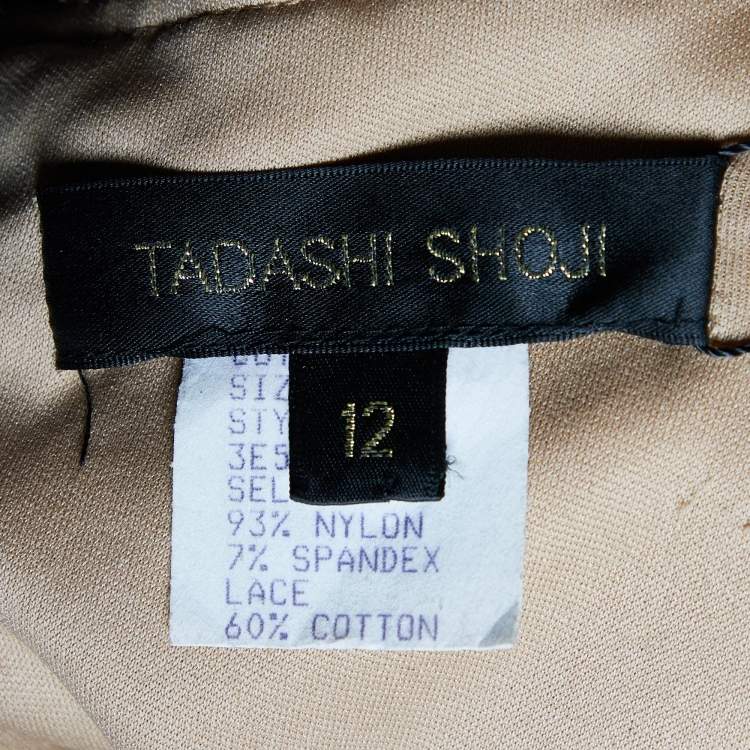 TADASHI SHOJI
12
SIZ
STY
3E5
SEL
93% NYLON
7% SPANDEX
LACE
60% COTTON